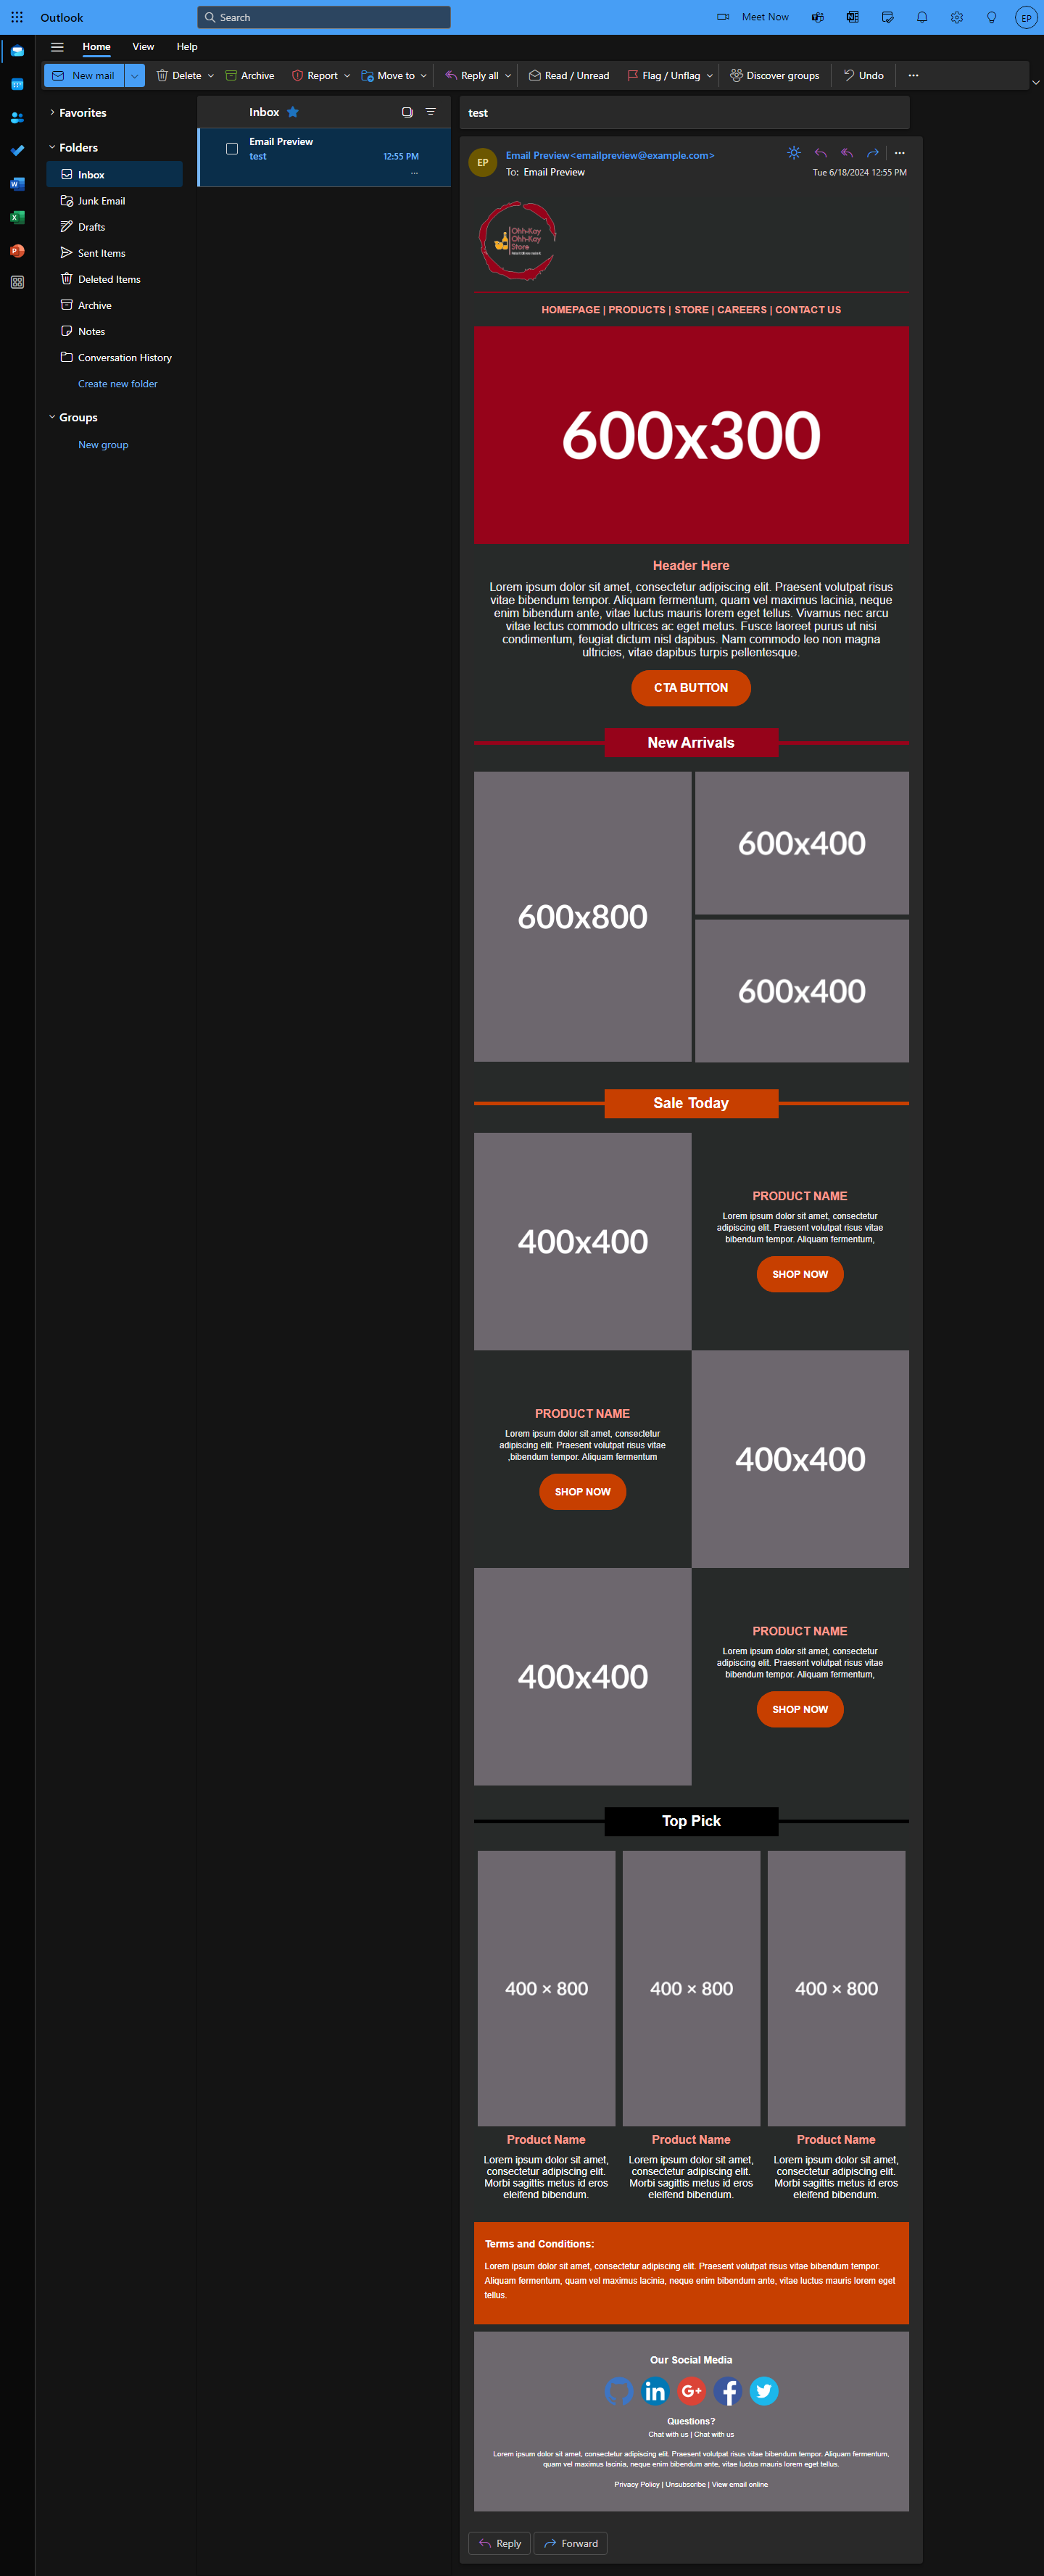 Outlook
Search
Meet Now
EP
Home
View
Help
New mail
Delete
Archive
Report
Move to
Reply all
Read / Unread
Flag / Unflag
Discover groups
Undo
Favorites
Folders
Inbox
Junk Email
Drafts
Sent Items
Deleted Items
Archive
Notes
Conversation History
Create new folder
Groups
New group
Inbox
Email Preview
test
12:55 PM
...
test
EP
Email Preview<emailpreview@example.com>
To: Email Preview
Tue 6/18/2024 12:55 PM
Ohh-Kay
Ohh-Kay
Store
HOMEPAGE | PRODUCTS | STORE | CAREERS | CONTACT US
600x300
Header Here
Lorem ipsum dolor sit amet, consectetur adipiscing elit. Praesent volutpat risus
vitae bibendum tempor. Aliquam fermentum, quam vel maximus lacinia, neque
enim bibendum ante, vitae luctus mauris lorem eget tellus. Vivamus nec arcu
vitae lectus commodo ultrices ac eget metus. Fusce laoreet purus ut nisi
condimentum, feugiat dictum nisl dapibus. Nam commodo leo non magna
ultricies, vitae dapibus turpis pellentesque.
CTA BUTTON
New Arrivals
600x800
600x400
600x400
Sale Today
400x400
PRODUCT NAME
Lorem ipsum dolor sit amet, consectetur
adipiscing elit. Praesent volutpat risus vitae
bibendum tempor. Aliquam fermentum,
SHOP NOW
PRODUCT NAME
Lorem ipsum dolor sit amet, consectetur
adipiscing elit. Praesent volutpat risus vitae
,bibendum tempor. Aliquam fermentum
SHOP NOW
400x400
400x400
PRODUCT NAME
Lorem ipsum dolor sit amet, consectetur
adipiscing elit. Praesent volutpat risus vitae
bibendum tempor. Aliquam fermentum,
SHOP NOW
Top Pick
400 × 800
400 × 800
400 × 800
Product Name
Lorem ipsum dolor sit amet,
consectetur adipiscing elit.
Morbi sagittis metus id eros
eleifend bibendum.
Product Name
Lorem ipsum dolor sit amet,
consectetur adipiscing elit.
Morbi sagittis metus id eros
eleifend bibendum.
Product Name
Lorem ipsum dolor sit amet,
consectetur adipiscing elit.
Morbi sagittis metus id eros
eleifend bibendum.
Terms and Conditions:
Lorem ipsum dolor sit amet, consectetur adipiscing elit. Praesent volutpat risus vitae bibendum tempor.
Aliquam fermentum, quam vel maximus lacinia, neque enim bibendum ante, vitae luctus mauris lorem eget
tellus.
Our Social Media
Questions?
Chat with us | Chat with us
Lorem ipsum dolor sit amet, consectetur adipiscing elit. Praesent volutpat risus vitae bibendum tempor. Aliquam fermentum,
quam vel maximus lacinia, neque enim bibendum ante, vitae luctus mauris lorem eget tellus.
Privacy Policy | Unsubscribe | View email online
Reply
Forward